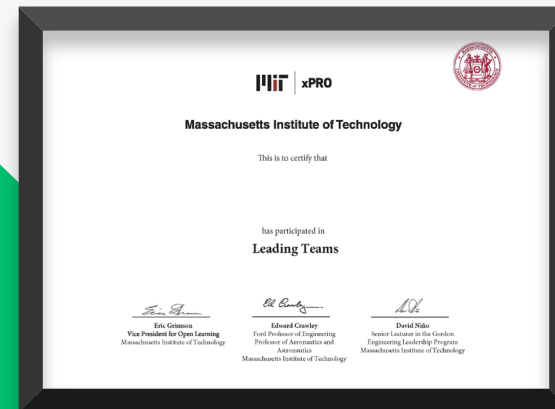 MIT xPRO
Massachusetts Institute of Technology
This is to certify that
has participated in
Leading Teams
Eric Grimson
Vice President for Open Learning
Massachusetts Institute of Technology
Edward Crawley
Ford Professor of Engineering
Professor of Aeronautics and
Astronautics
Massachusetts Institute of Technology
David Niño
Senior Lecturer in the Gordon
Engineering Leadership Program
Massachusetts Institute of Technology